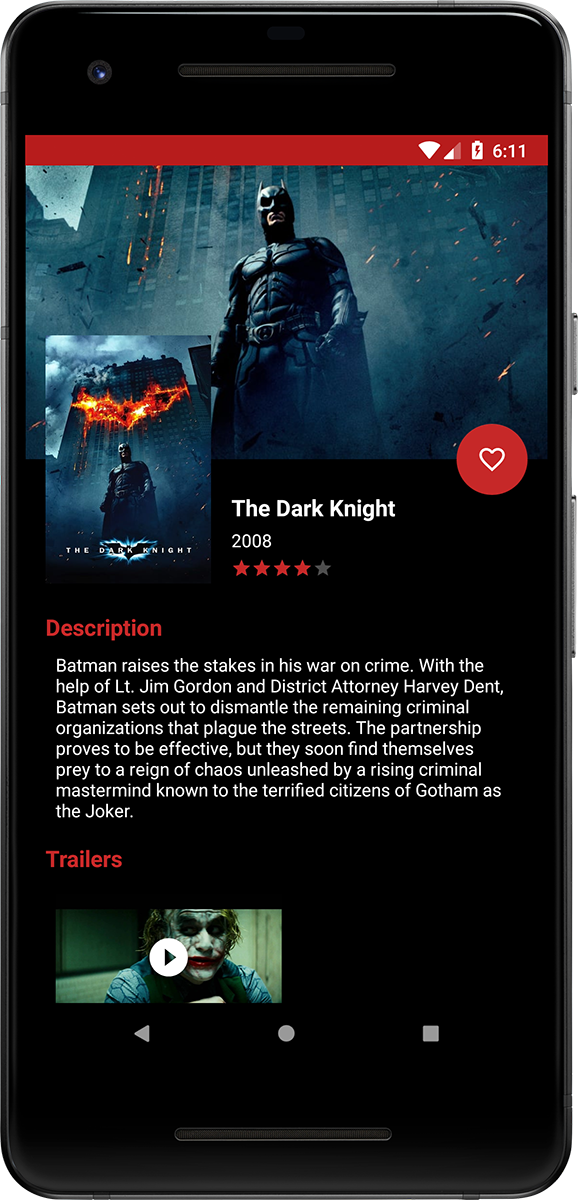 6:11
THE DARK KNIGHT
The Dark Knight
2008
Description
Batman raises the stakes in his war on crime. With the
help of Lt. Jim Gordon and District Attorney Harvey Dent,
Batman sets out to dismantle the remaining criminal
organizations that plague the streets. The partnership
proves to be effective, but they soon find themselves
prey to a reign of chaos unleashed by a rising criminal
mastermind known to the terrified citizens of Gotham as
the Joker.
Trailers